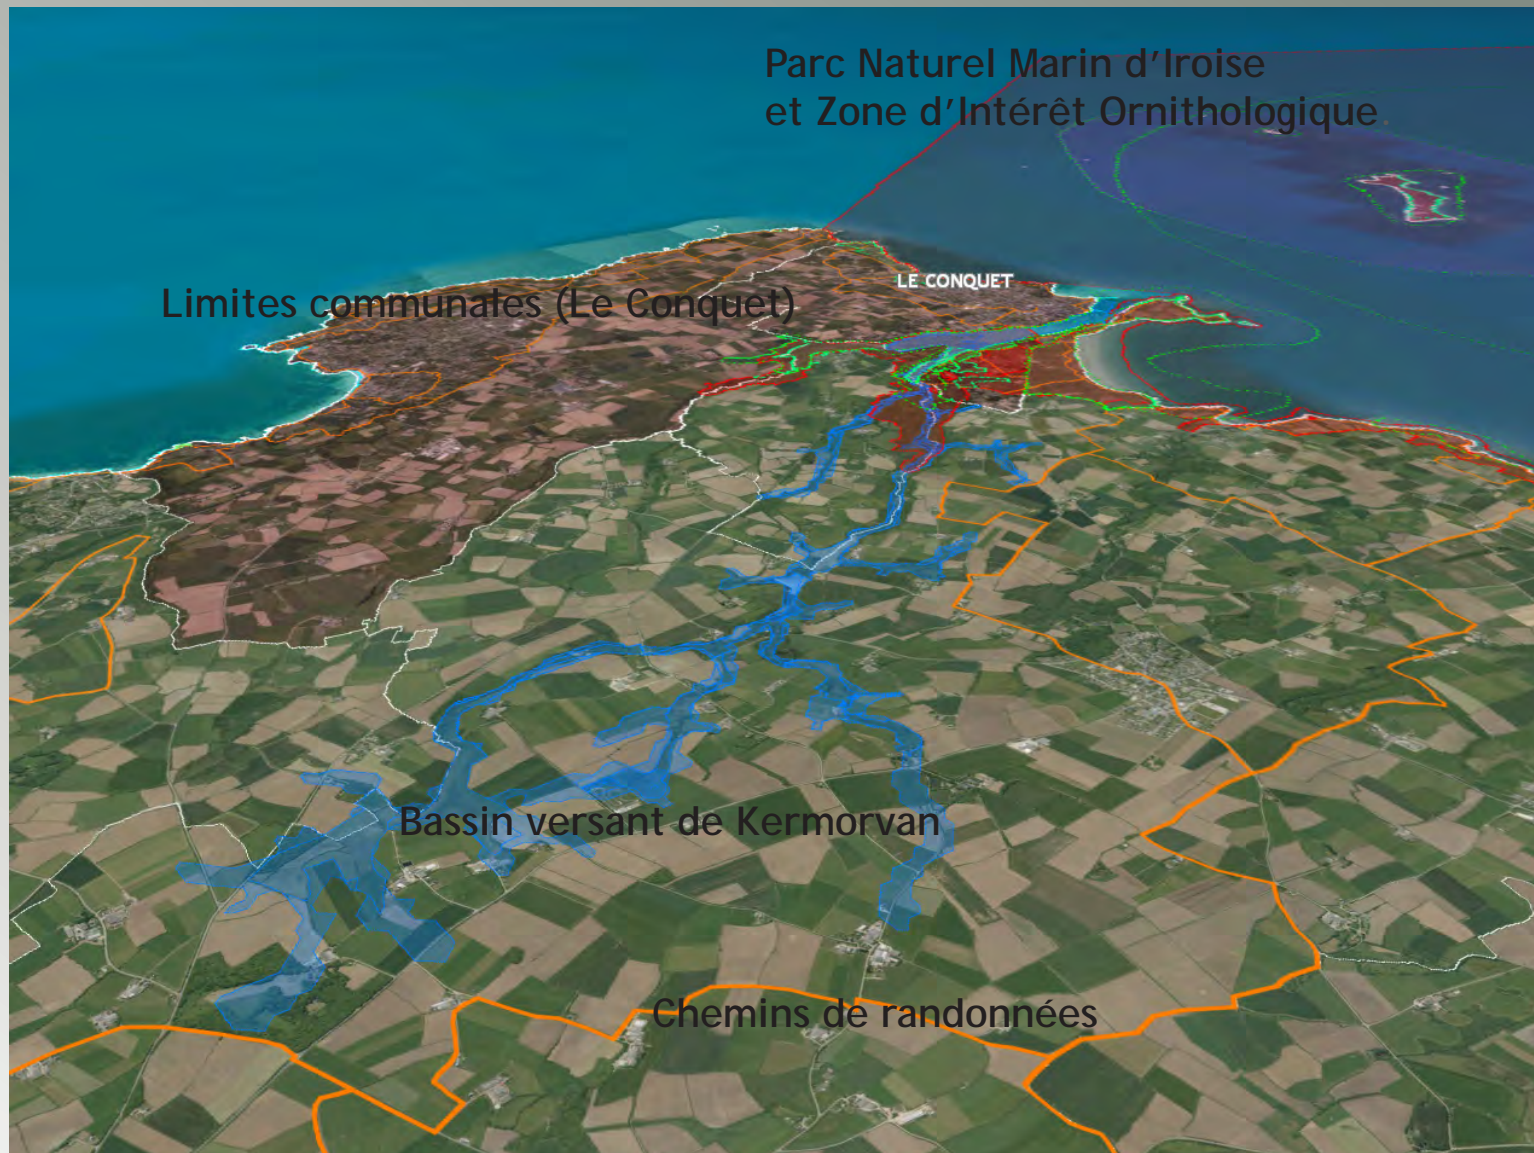 Parc Naturel Marin d'Iroise
et Zone d'Intérêt Ornithologique.
LE CONQUET
Limites communales (Le Conquet)
Bassin versant de Kermorvan
Chemins de randonnées